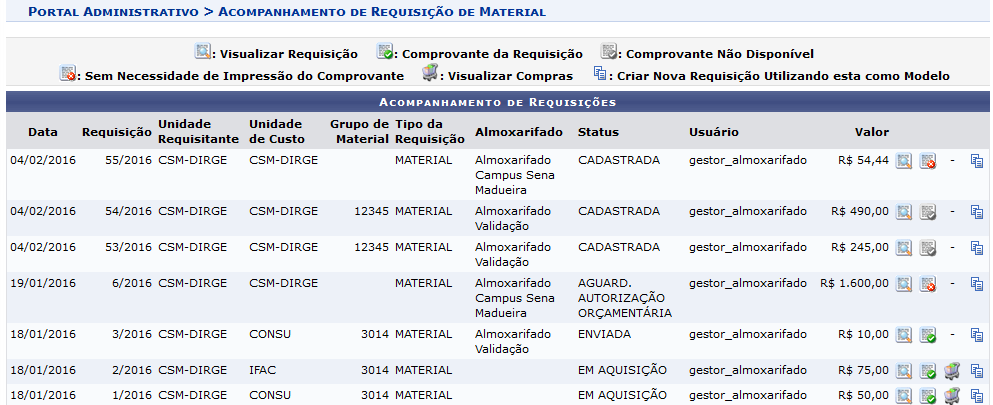 Portal Administrativo > Acompanhamento de Requisição de Material
: Visualizar Requisição : Comprovante da Requisição : Comprovante Não Disponível
: Sem Necessidade de Impressão do Comprovante : Visualizar Compras : Criar Nova Requisição Utilizando esta como Modelo
Acompanhamento de Requisições
Data Requisição Unidade Requisitante Unidade de Custo Grupo de Material Tipo da Requisição Almoxarifado Status Usuário Valor
04/02/2016 55/2016 CSM-DIRGE CSM-DIRGE MATERIAL Almoxarifado Campus Sena Madueira CADASTRADA gestor_almoxarifado R$ 54,44 -
04/02/2016 54/2016 CSM-DIRGE CSM-DIRGE 12345 MATERIAL Almoxarifado Validação CADASTRADA gestor_almoxarifado R$ 490,00 -
04/02/2016 53/2016 CSM-DIRGE CSM-DIRGE 12345 MATERIAL Almoxarifado Validação CADASTRADA gestor_almoxarifado R$ 245,00 -
19/01/2016 6/2016 CSM-DIRGE CSM-DIRGE MATERIAL Almoxarifado Campus Sena Madueira AGUARD. AUTORIZAÇÃO ORÇAMENTÁRIA gestor_almoxarifado R$ 1.600,00 -
18/01/2016 3/2016 CSM-DIRGE CONSU 3014 MATERIAL Almoxarifado Validação ENVIADA gestor_almoxarifado R$ 10,00 -
18/01/2016 2/2016 CSM-DIRGE IFAC 3014 MATERIAL EM AQUISIÇÃO gestor_almoxarifado R$ 75,00
18/01/2016 1/2016 CSM-DIRGE CONSU 3014 MATERIAL EM AQUISIÇÃO gestor_almoxarifado R$ 50,00